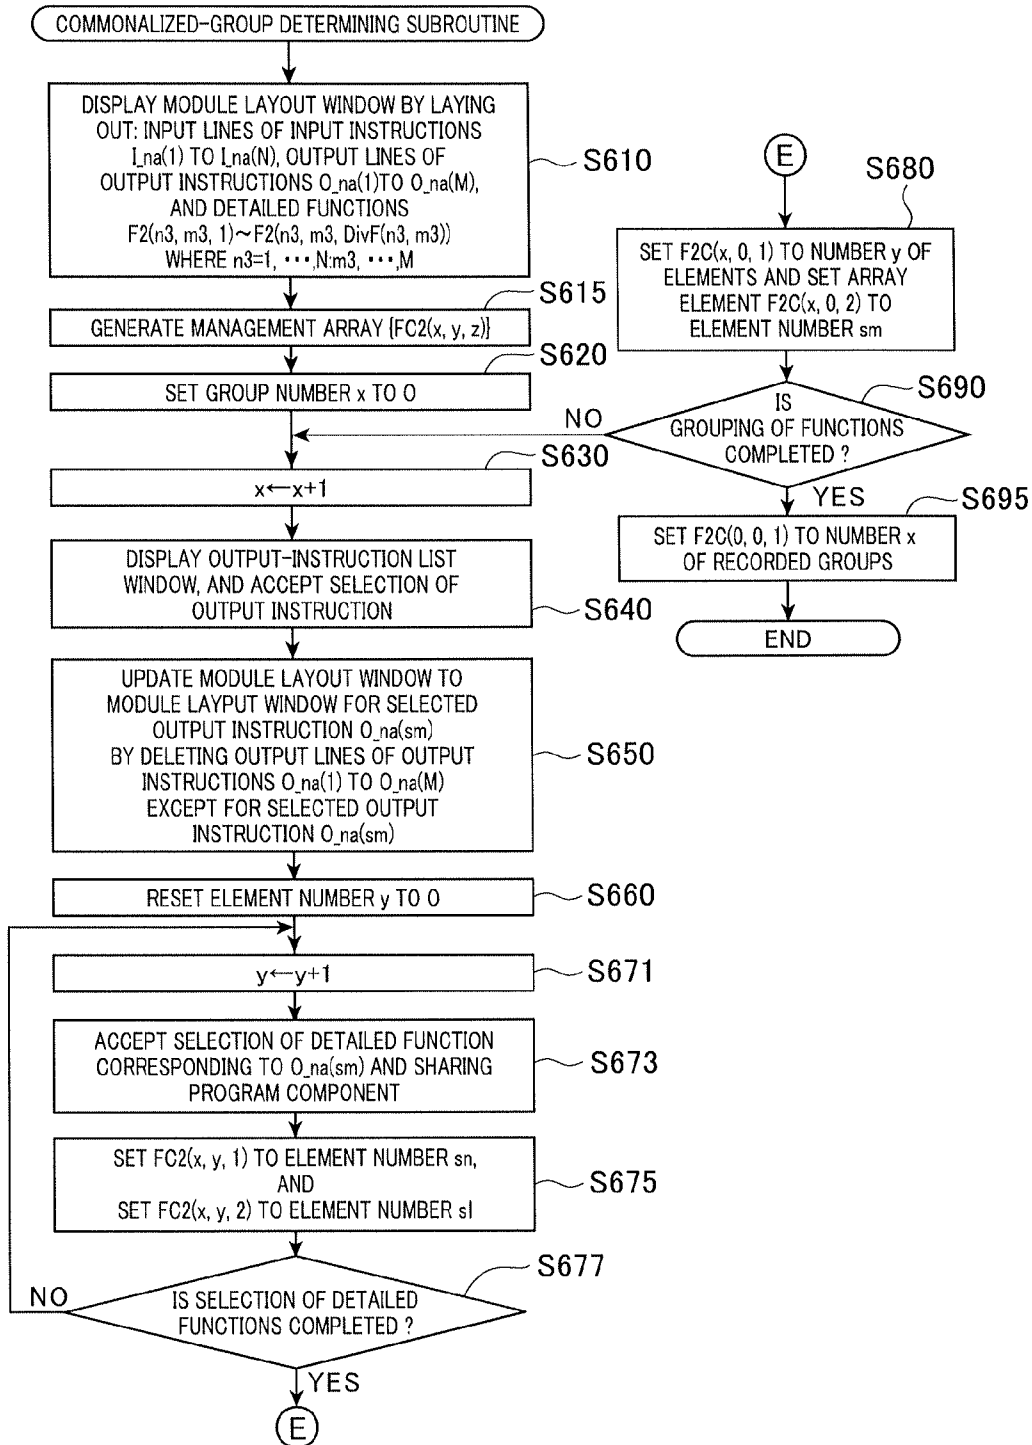 COMMONALIZED-GROUP DETERMINING SUBROUTINE
DISPLAY MODULE LAYOUT WINDOW BY LAYING
OUT: INPUT LINES OF INPUT INSTRUCTIONS
I_na(1) TO I_na(N), OUTPUT LINES OF
OUTPUT INSTRUCTIONS O_na(1)TO O_na(M),
AND DETAILED FUNCTIONS
F2(n3, m3, 1)~F2(n3, m3, DivF(n3, m3))
WHERE n3=1, ・・・,N:m3, ・・・,M
S610
S615
GENERATE MANAGEMENT ARRAY {FC2(x, y, z)}
S620
SET GROUP NUMBER x TO 0
S630
x←x+1
DISPLAY OUTPUT-INSTRUCTION LIST
WINDOW, AND ACCEPT SELECTION OF
OUTPUT INSTRUCTION
S640
UPDATE MODULE LAYOUT WINDOW TO
MODULE LAYPUT WINDOW FOR SELECTED
OUTPUT INSTRUCTION O_na(sm)
BY DELETING OUTPUT LINES OF OUTPUT
INSTRUCTIONS O_na(1) TO O_na(M)
EXCEPT FOR SELECTED OUTPUT
INSTRUCTION O_na(sm)
S650
RESET ELEMENT NUMBER y TO 0
S660
y←y+1
S671
ACCEPT SELECTION OF DETAILED FUNCTION
CORRESPONDING TO O_na(sm) AND SHARING
PROGRAM COMPONENT
S673
SET FC2(x, y, 1) TO ELEMENT NUMBER sn,
AND
SET FC2(x, y, 2) TO ELEMENT NUMBER sl
S675
S677
IS SELECTION OF DETAILED
FUNCTIONS COMPLETED ?
NO
YES
E
E
S680
SET F2C(x, 0, 1) TO NUMBER y OF
ELEMENTS AND SET ARRAY
ELEMENT F2C(x, 0, 2) TO
ELEMENT NUMBER sm
S690
IS
GROUPING OF FUNCTIONS
COMPLETED ?
NO
YES
S695
SET F2C(0, 0, 1) TO NUMBER x
OF RECORDED GROUPS
END